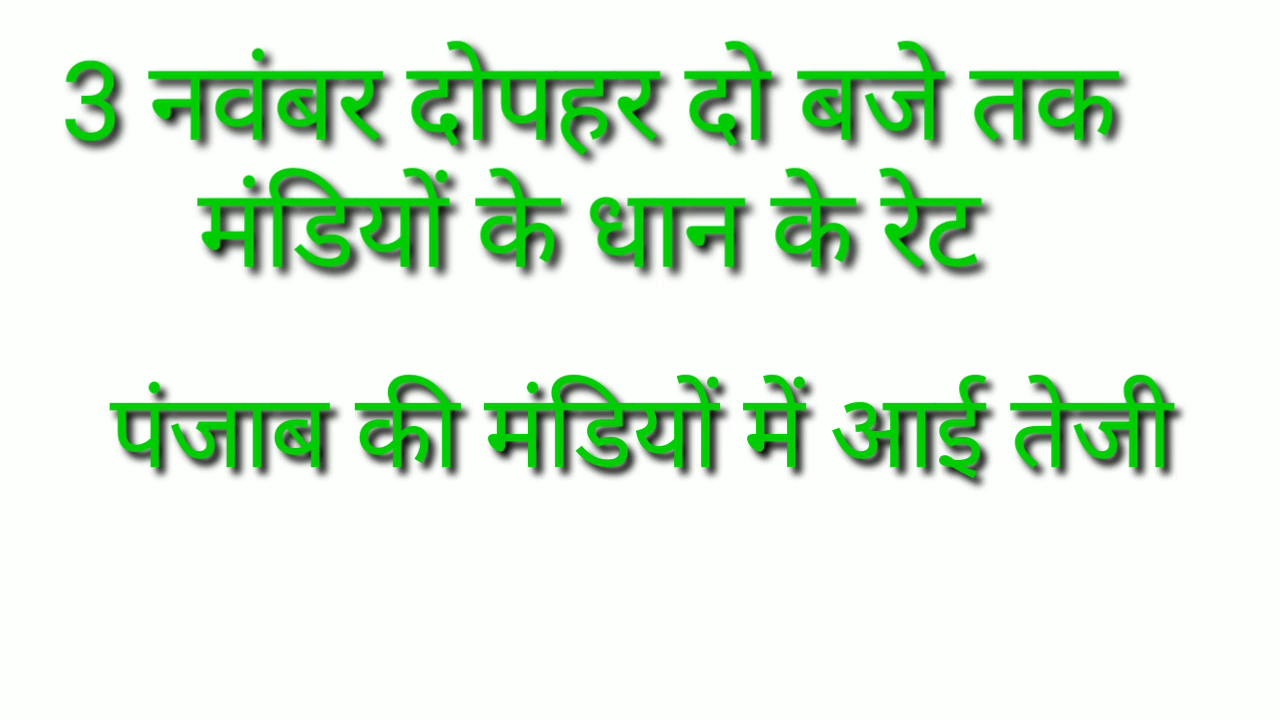 3 नवंबर दोपहर दो बजे तक
मंडियों के धान के रेट
पंजाब की मंडियों में आई तेजी